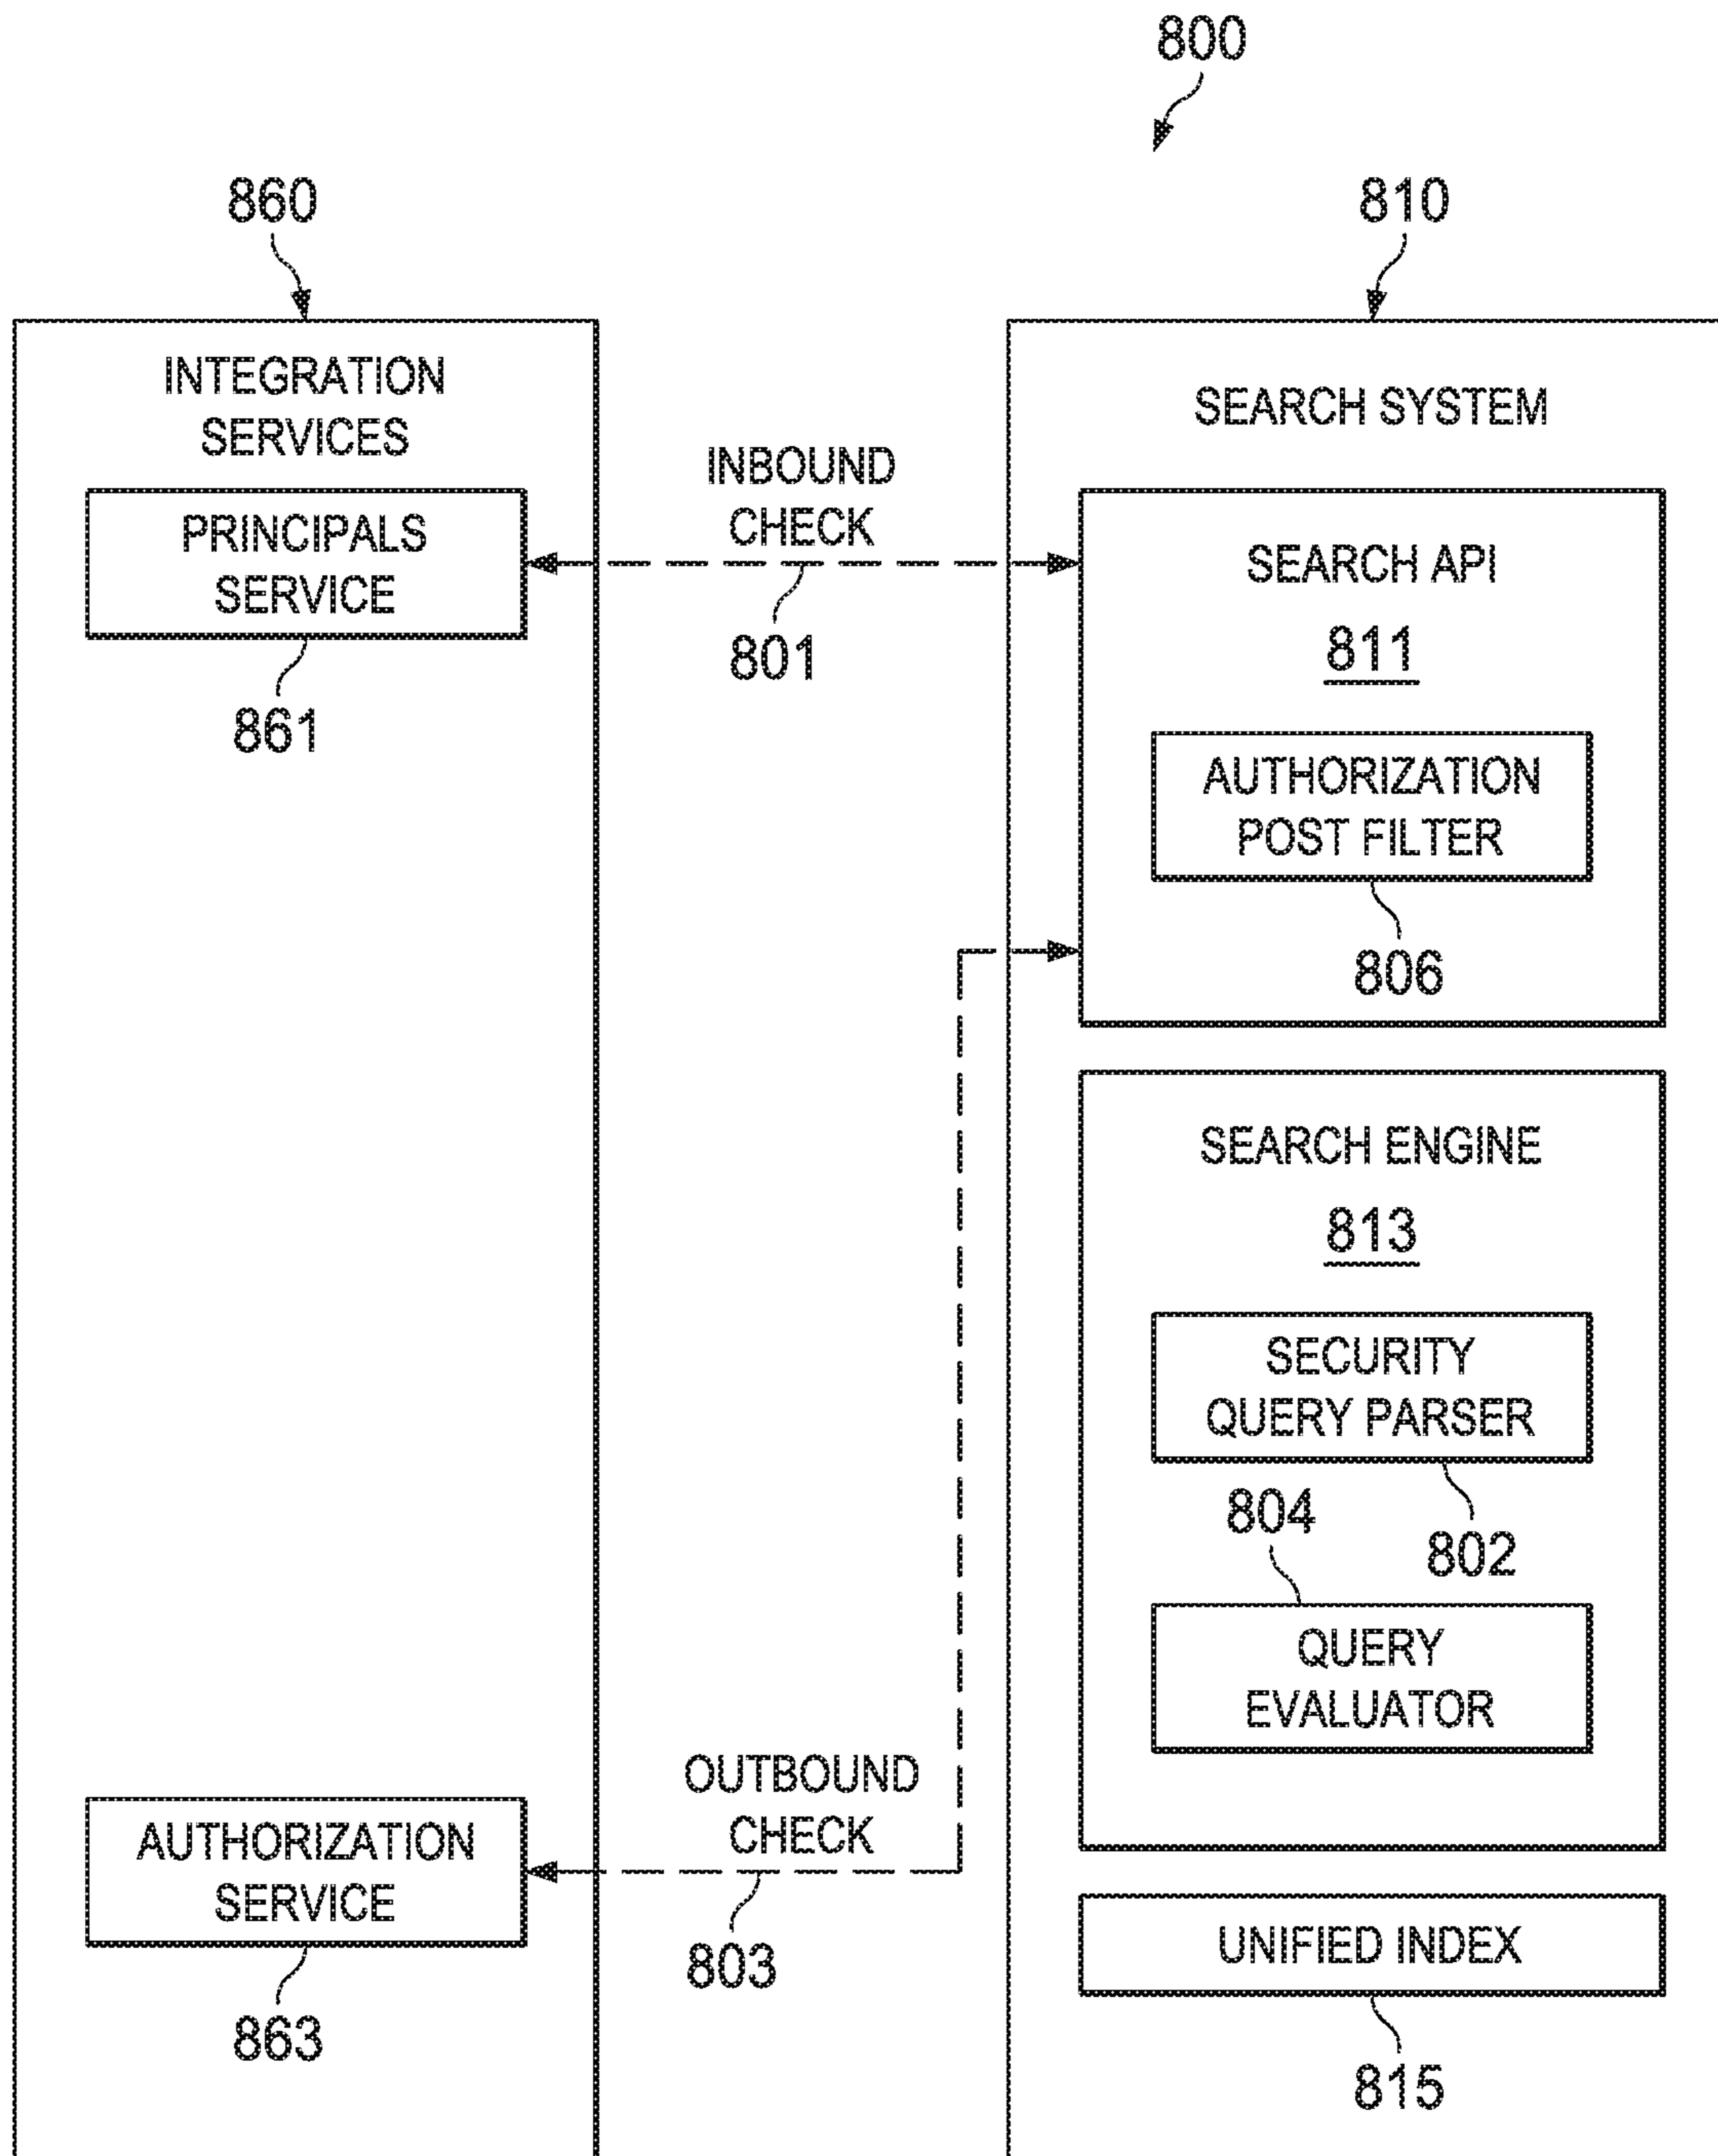 800
860
810
INTEGRATION
SERVICES
SEARCH SYSTEM
INBOUND
CHECK
PRINCIPALS
SERVICE
SEARCH API
801
811
861
AUTHORIZATION
POST FILTER
806
SEARCH ENGINE
813
SECURITY
QUERY PARSER
804
802
QUERY
EVALUATOR
OUTBOUND
CHECK
AUTHORIZATION
SERVICE
803
UNIFIED INDEX
863
815